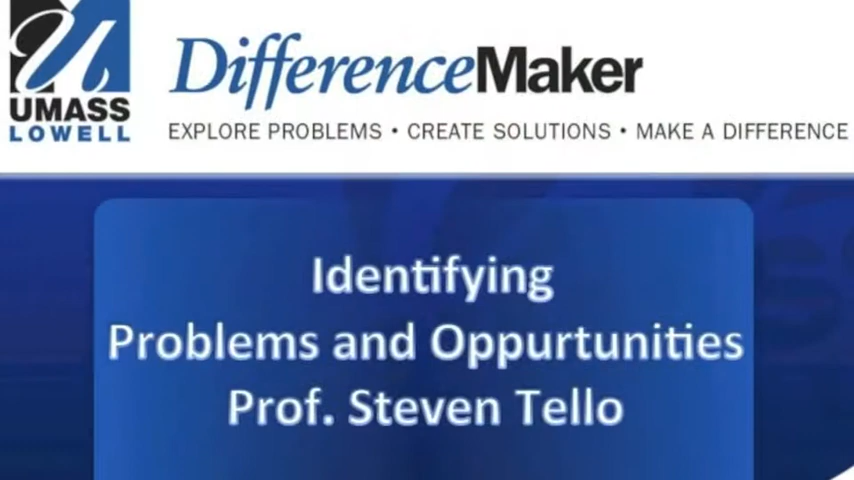 UMASS
LOWELL
DifferenceMaker
EXPLORE PROBLEMS • CREATE SOLUTIONS • MAKE A DIFFERENCE
Identifying
Problems and Oppurtunities
Prof. Steven Tello